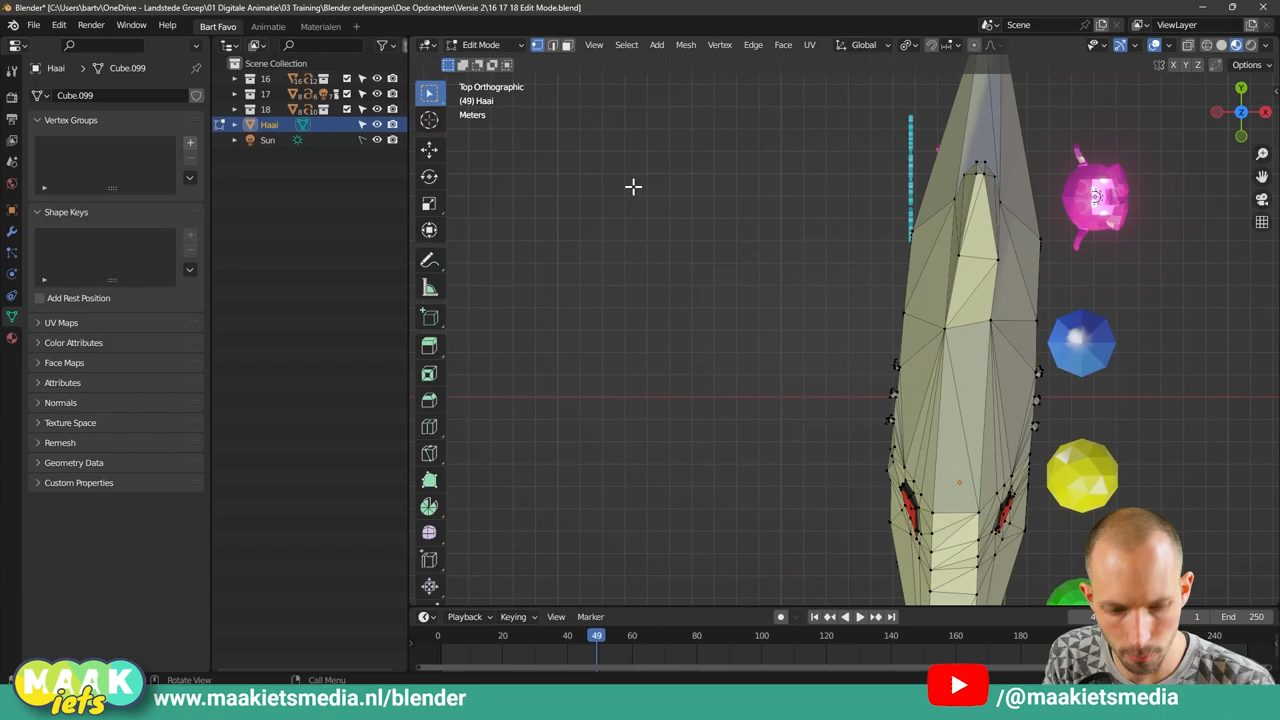 Blender* [C:\Users\bartv\OneDrive - Landstede Groep\01 Digitale Animatie\03 Training\Blender oefeningen\Doe Opdrachten\Versie 2\16 17 18 Edit Mode.blend]
File Edit Render Window Help Bart Favo Animatie Materialen Scene ViewLayer
Edit Mode View Select Add Mesh Vertex Edge Face UV Global
X Y Z Options
Haai Cube.099
Cube.099
Vertex Groups
Shape Keys
Add Rest Position
UV Maps
Color Attributes
Face Maps
Attributes
Normals
Texture Space
Remesh
Geometry Data
Custom Properties
Scene Collection
16
17
18
Haai
Sun
Top Orthographic
(49) Haai
Meters
Y
X
Playback Keying View Marker 1 End 250
0 20 40 49 60 80 100 120 140 160 180 240
Rotate View Call Menu
MAAK
iets
www.maakietsmedia.nl/blender
/@maakietsmedia